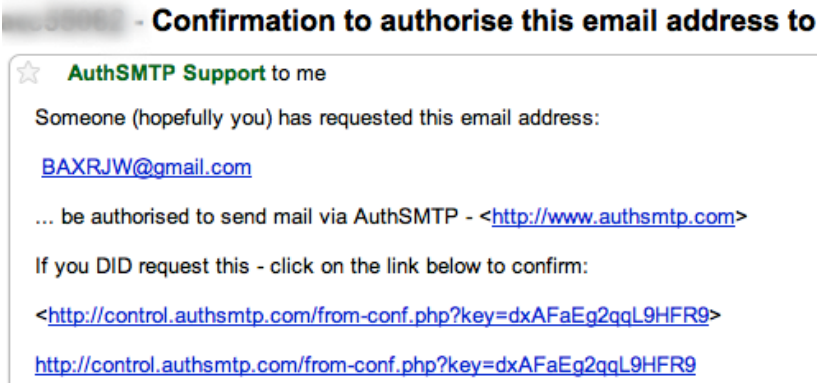 - Confirmation to authorise this email address to
AuthSMTP Support to me
Someone (hopefully you) has requested this email address:
BAXRJW@gmail.com
... be authorised to send mail via AuthSMTP - <http://www.authsmtp.com>
If you DID request this - click on the link below to confirm:
<http://control.authsmtp.com/from-conf.php?key=dxAFaEg2qqL9HFR9>
http://control.authsmtp.com/from-conf.php?key=dxAFaEg2qqL9HFR9